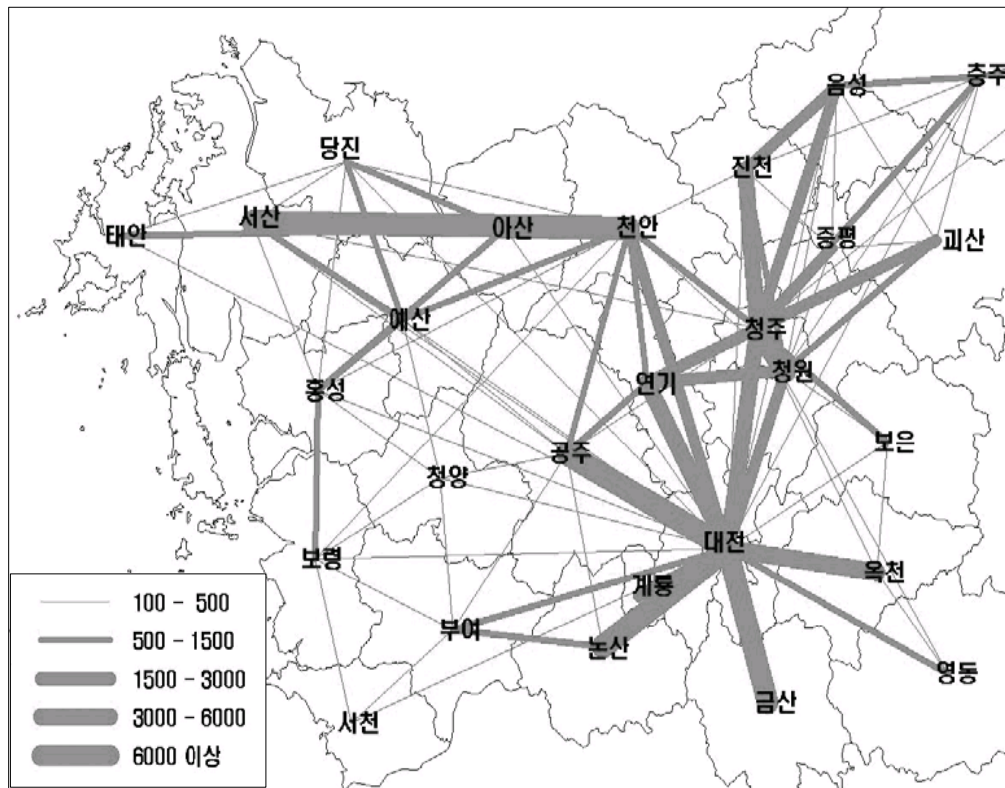 음성
충주
당진
진천
서산
아산
천안
태안
증평
괴산
예산
청주
연기
청원
홍성
보은
공주
청양
대전
보령
옥천
계룡
100 - 500
부여
500 - 1500
논산
영동
1500 - 3000
금산
3000 - 6000
서천
6000 이상